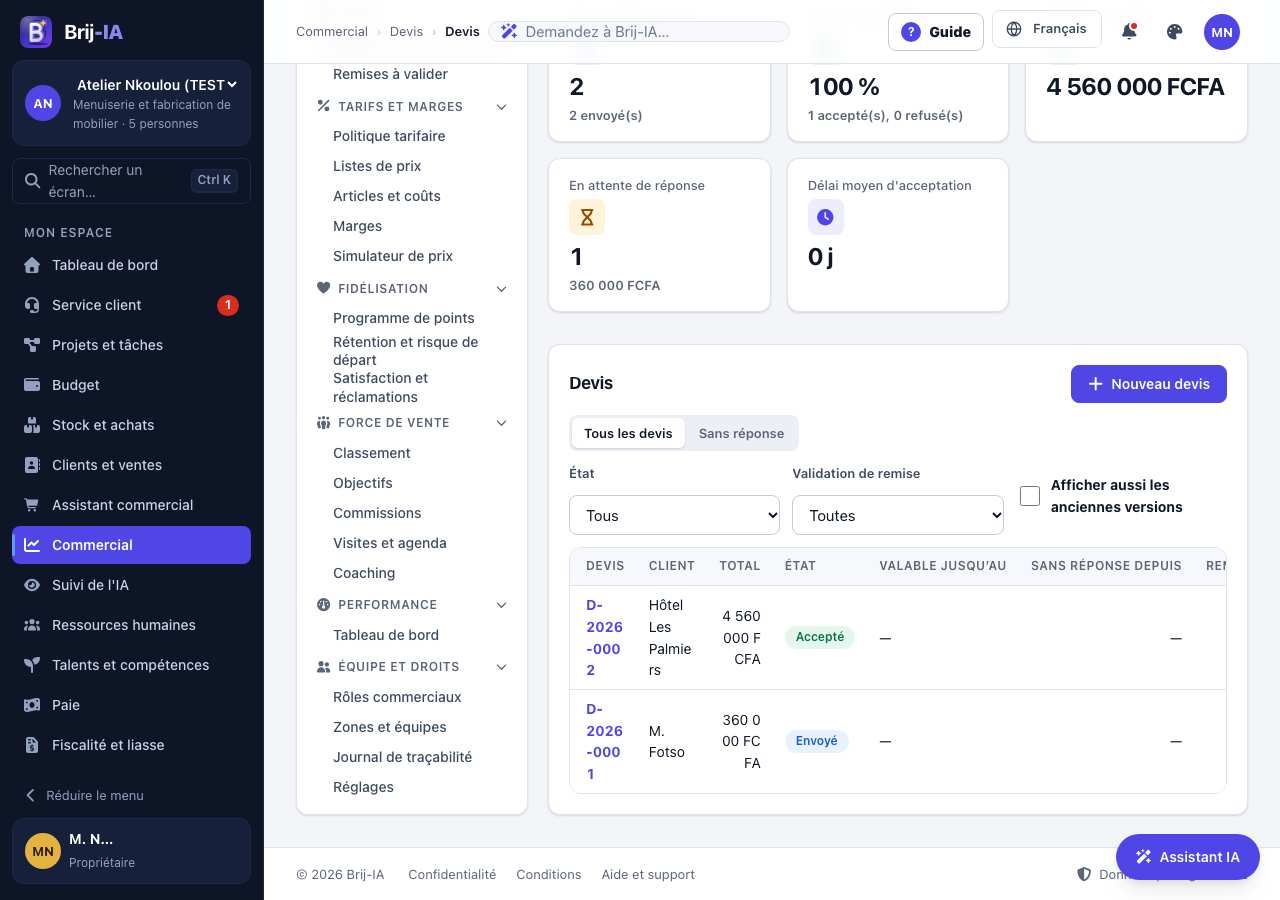 Brij-IA
Commercial › Devis › Devis
Demandez à Brij-IA...
? Guide
Français
MN
AN
Atelier Nkoulou (TEST
Menuiserie et fabrication de
mobilier · 5 personnes
Rechercher un
écran...
Ctrl K
MON ESPACE
Tableau de bord
Service client
1
Projets et tâches
Budget
Stock et achats
Clients et ventes
Assistant commercial
Commercial
Suivi de l'IA
Ressources humaines
Talents et compétences
Paie
Fiscalité et liasse
Réduire le menu
MN
M. N...
Propriétaire
Remises à valider
TARIFS ET MARGES
Politique tarifaire
Listes de prix
Articles et coûts
Marges
Simulateur de prix
FIDÉLISATION
Programme de points
Rétention et risque de
départ
Satisfaction et
réclamations
FORCE DE VENTE
Classement
Objectifs
Commissions
Visites et agenda
Coaching
PERFORMANCE
Tableau de bord
ÉQUIPE ET DROITS
Rôles commerciaux
Zones et équipes
Journal de traçabilité
Réglages
2
2 envoyé(s)
100 %
1 accepté(s), 0 refusé(s)
4 560 000 FCFA
En attente de réponse
1
360 000 FCFA
Délai moyen d'acceptation
0 j
Devis
Nouveau devis
Tous les devis
Sans réponse
État
Tous
Validation de remise
Toutes
Afficher aussi les
anciennes versions
DEVIS CLIENT TOTAL ÉTAT VALABLE JUSQU'AU SANS RÉPONSE DEPUIS
D-
2026
-000
2
Hôtel
Les
Palmie
rs
4 560
000 F
CFA
Accepté
—
—
D-
2026
-000
1
M.
Fotso
360 0
00 FC
FA
Envoyé
—
—
© 2026 Brij-IA
Confidentialité
Conditions
Aide et support
Assistant IA